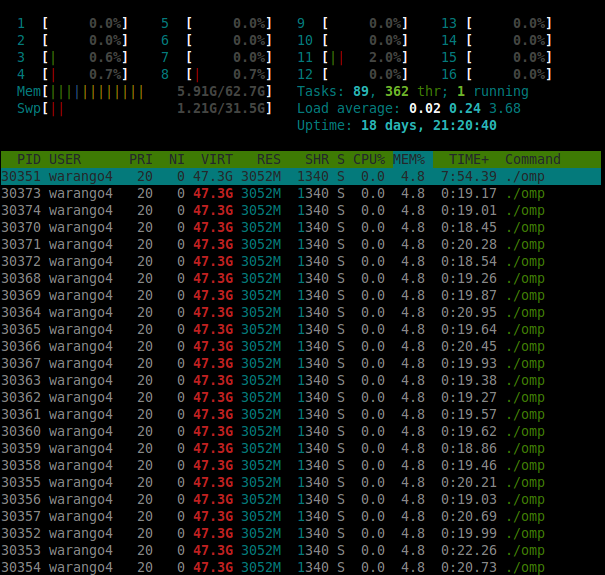 1 [ 0.0%] 5 [ 0.0%] 9 [ 0.0%] 13 [ 0.0%]
2 [ 0.0%] 6 [ 0.0%] 10 [ 0.0%] 14 [ 0.0%]
3 [| 0.6%] 7 [ 0.0%] 11 [|| 2.0%] 15 [ 0.0%]
4 [| 0.7%] 8 [| 0.7%] 12 [ 0.0%] 16 [ 0.0%]
Mem[|||||||||||| 5.91G/62.7G] Tasks: 89, 362 thr; 1 running
Swp[|| 1.21G/31.5G] Load average: 0.02 0.24 3.68
Uptime: 18 days, 21:20:40
PID USER PRI NI VIRT RES SHR S CPU% MEM% TIME+ Command
30351 warango4 20 0 47.3G 3052M 1340 S 0.0 4.8 7:54.39 ./omp
30373 warango4 20 0 47.3G 3052M 1340 S 0.0 4.8 0:19.17 ./omp
30374 warango4 20 0 47.3G 3052M 1340 S 0.0 4.8 0:19.01 ./omp
30370 warango4 20 0 47.3G 3052M 1340 S 0.0 4.8 0:18.45 ./omp
30371 warango4 20 0 47.3G 3052M 1340 S 0.0 4.8 0:20.28 ./omp
30372 warango4 20 0 47.3G 3052M 1340 S 0.0 4.8 0:18.54 ./omp
30368 warango4 20 0 47.3G 3052M 1340 S 0.0 4.8 0:19.26 ./omp
30369 warango4 20 0 47.3G 3052M 1340 S 0.0 4.8 0:19.87 ./omp
30364 warango4 20 0 47.3G 3052M 1340 S 0.0 4.8 0:20.95 ./omp
30365 warango4 20 0 47.3G 3052M 1340 S 0.0 4.8 0:19.64 ./omp
30366 warango4 20 0 47.3G 3052M 1340 S 0.0 4.8 0:20.45 ./omp
30367 warango4 20 0 47.3G 3052M 1340 S 0.0 4.8 0:19.93 ./omp
30363 warango4 20 0 47.3G 3052M 1340 S 0.0 4.8 0:19.38 ./omp
30362 warango4 20 0 47.3G 3052M 1340 S 0.0 4.8 0:19.27 ./omp
30361 warango4 20 0 47.3G 3052M 1340 S 0.0 4.8 0:19.57 ./omp
30360 warango4 20 0 47.3G 3052M 1340 S 0.0 4.8 0:19.62 ./omp
30359 warango4 20 0 47.3G 3052M 1340 S 0.0 4.8 0:18.86 ./omp
30358 warango4 20 0 47.3G 3052M 1340 S 0.0 4.8 0:19.46 ./omp
30355 warango4 20 0 47.3G 3052M 1340 S 0.0 4.8 0:20.21 ./omp
30356 warango4 20 0 47.3G 3052M 1340 S 0.0 4.8 0:19.03 ./omp
30357 warango4 20 0 47.3G 3052M 1340 S 0.0 4.8 0:20.69 ./omp
30352 warango4 20 0 47.3G 3052M 1340 S 0.0 4.8 0:19.99 ./omp
30353 warango4 20 0 47.3G 3052M 1340 S 0.0 4.8 0:22.26 ./omp
30354 warango4 20 0 47.3G 3052M 1340 S 0.0 4.8 0:20.73 ./omp